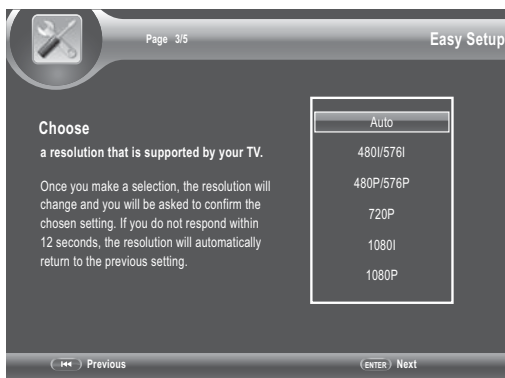 Page 3/5
Easy Setup
Choose
a resolution that is supported by your TV.
Once you make a selection, the resolution will
change and you will be asked to confirm the
chosen setting. If you do not respond within
12 seconds, the resolution will automatically
return to the previous setting.
Auto
480I/576I
480P/576P
720P
1080I
1080P
Previous
ENTER Next